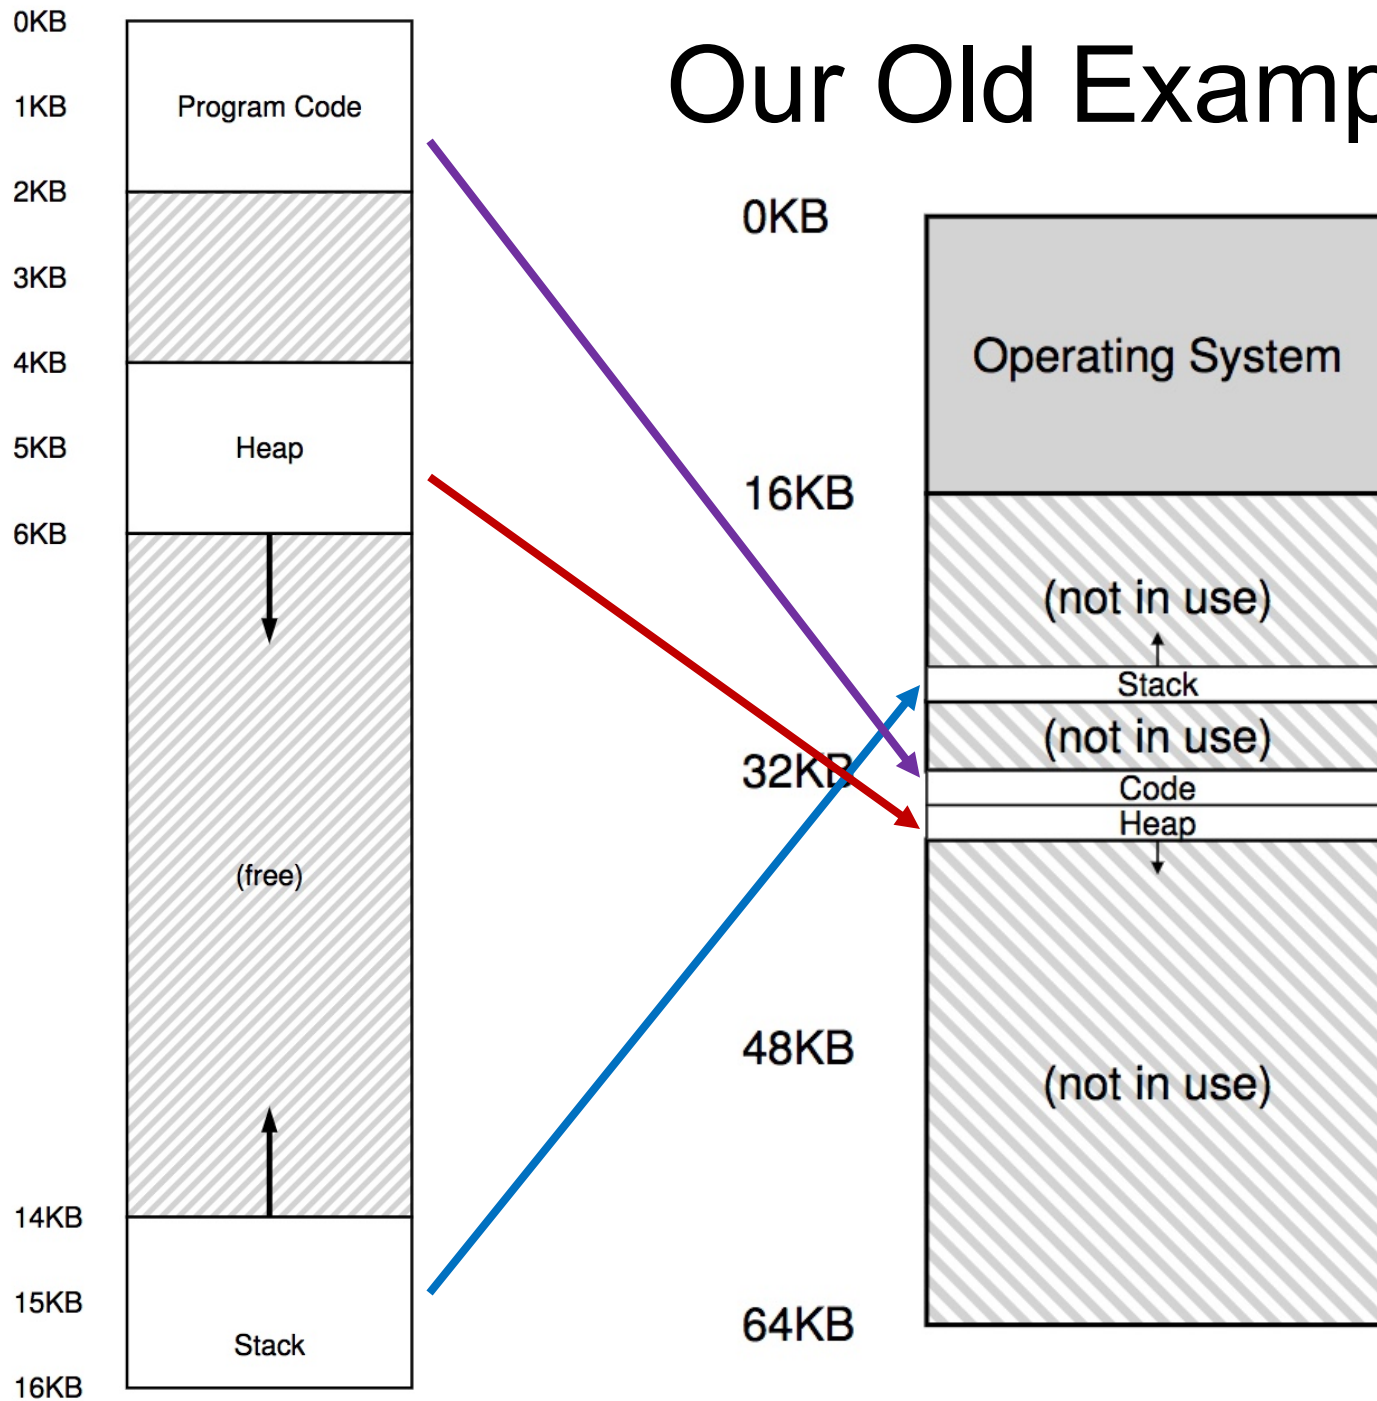 0KB
1KB
Program Code
2KB
3KB
4KB
5KB
Heap
6KB
(free)
14KB
15KB
Stack
16KB
Our Old Examp
0KB
Operating System
16KB
(not in use)
Stack
(not in use)
32KB
Code
Heap
48KB
(not in use)
64KB